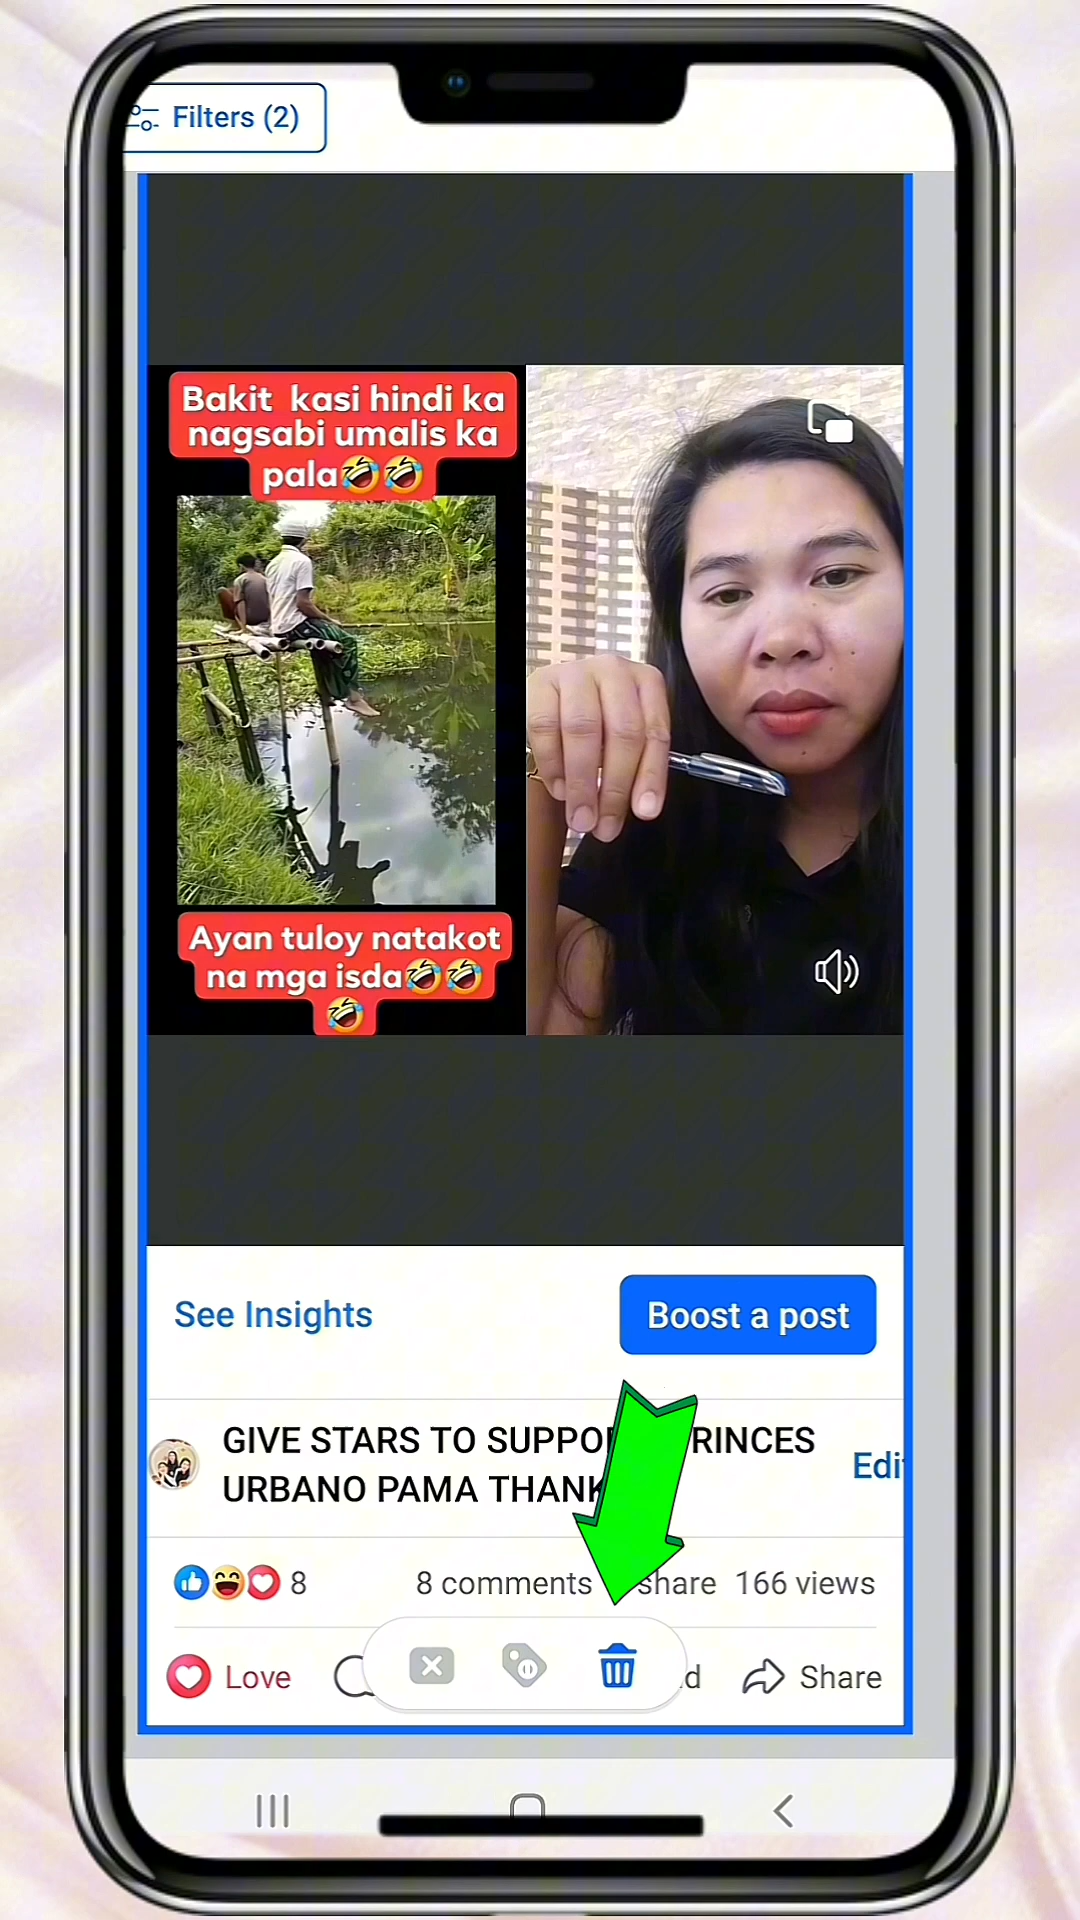 Filters (2)
Bakit kasi hindi ka
nagsabi umalis ka
pala🤣🤣
Ayan tuloy natakot
na mga isda🤣🤣
🤣
See Insights
Boost a post
GIVE STARS TO SUPPO
RINCES
URBANO PAMA THANK
Edi
8
8 comments
share
166 views
Love
Share